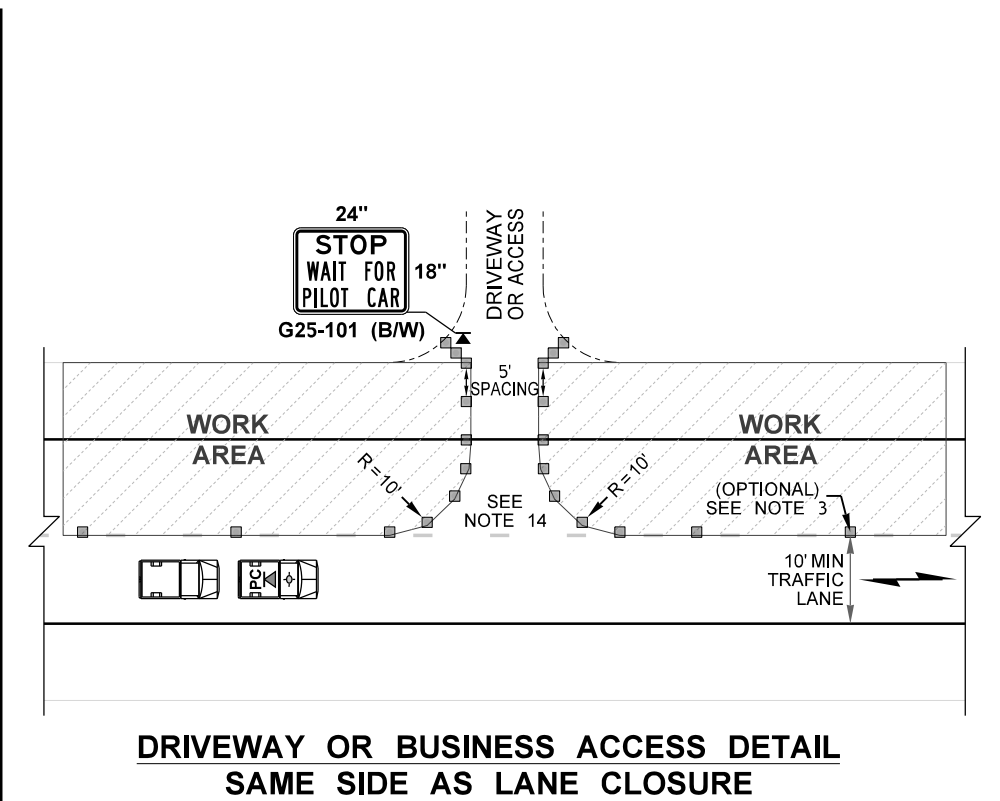 24"
STOP
WAIT FOR
PILOT CAR
18"
G25-101 (B/W)
DRIVEWAY
OR ACCESS
5'
SPACING
WORK
AREA
WORK
AREA
R=10'
R=10'
SEE
NOTE 14
(OPTIONAL)
SEE NOTE 3
10' MIN
TRAFFIC
LANE
PC
DRIVEWAY OR BUSINESS ACCESS DETAIL
SAME SIDE AS LANE CLOSURE